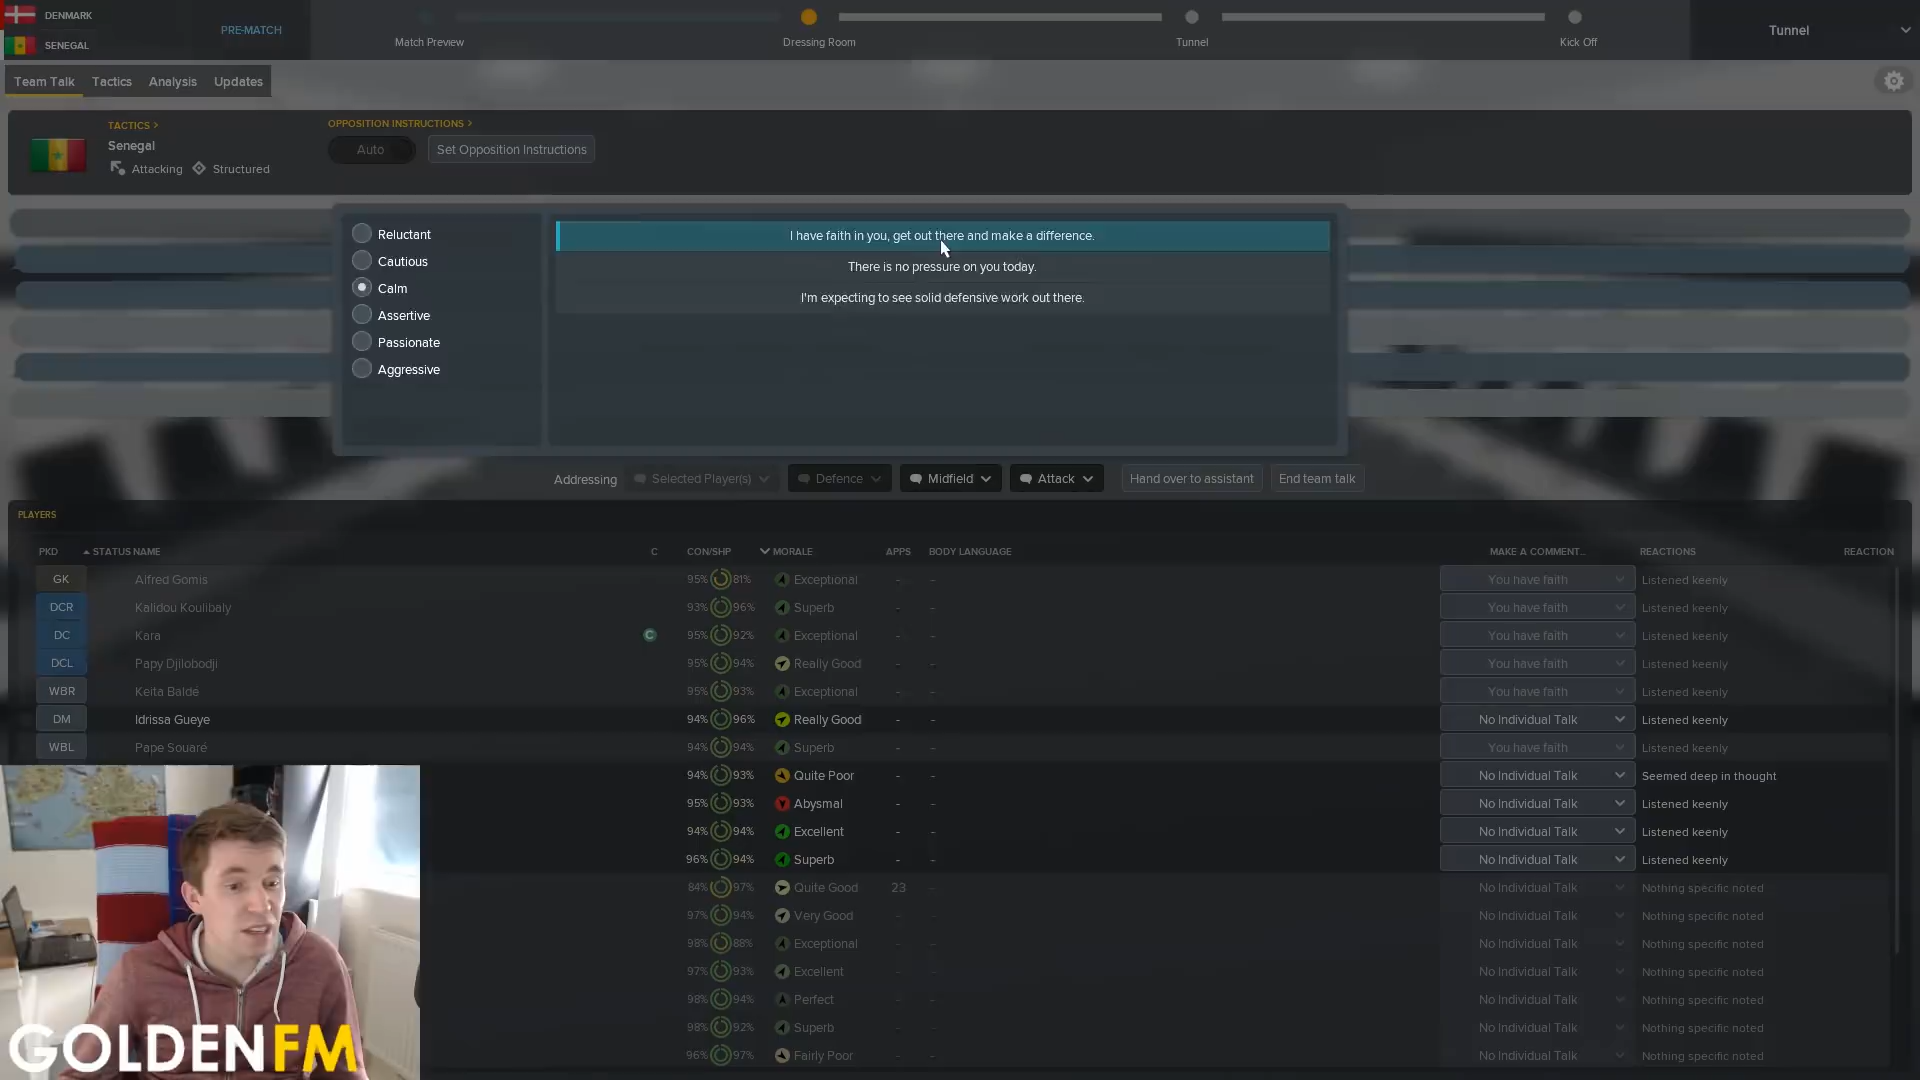 DENMARK
SENEGAL
PRE-MATCH
Match Preview
Dressing Room
Tunnel
Kick Off
Tunnel
Team Talk Tactics Analysis Updates
TACTICS >
Senegal
Attacking Structured
OPPOSITION INSTRUCTIONS >
Auto Set Opposition Instructions
Reluctant
Cautious
Calm
Assertive
Passionate
Aggressive
I have faith in you, get out there and make a difference.
There is no pressure on you today.
I'm expecting to see solid defensive work out there.
Addressing Selected Player(s) Defence Midfield Attack Hand over to assistant End team talk
PLAYERS
PKD STATUS NAME C CON/SHP MORALE APPS BODY LANGUAGE MAKE A COMMENT... REACTIONS REACTION
GK Alfred Gomis 95% 81% Exceptional - - You have faith Listened keenly
DCR Kalidou Koulibaly 93% 96% Superb - - You have faith Listened keenly
DC Kara C 95% 92% Exceptional - - You have faith Listened keenly
DCL Papy Djilobodji 95% 94% Really Good - - You have faith Listened keenly
WBR Keita Baldé 95% 93% Exceptional - - You have faith Listened keenly
DM Idrissa Gueye 94% 96% Really Good - - No Individual Talk Listened keenly
WBL Pape Souaré 94% 94% Superb - - You have faith Listened keenly
94% 93% Quite Poor - - No Individual Talk Seemed deep in thought
95% 93% Abysmal - - No Individual Talk Listened keenly
94% 94% Excellent - - No Individual Talk Listened keenly
96% 94% Superb - - No Individual Talk Listened keenly
84% 97% Quite Good 23 - No Individual Talk Nothing specific noted
97% 94% Very Good - - No Individual Talk Nothing specific noted
98% 88% Exceptional - - No Individual Talk Nothing specific noted
97% 93% Excellent - - No Individual Talk Nothing specific noted
98% 94% Perfect - - No Individual Talk Nothing specific noted
98% 92% Superb - - No Individual Talk Nothing specific noted
96% 97% Fairly Poor - - No Individual Talk Nothing specific noted
GOLDENFM